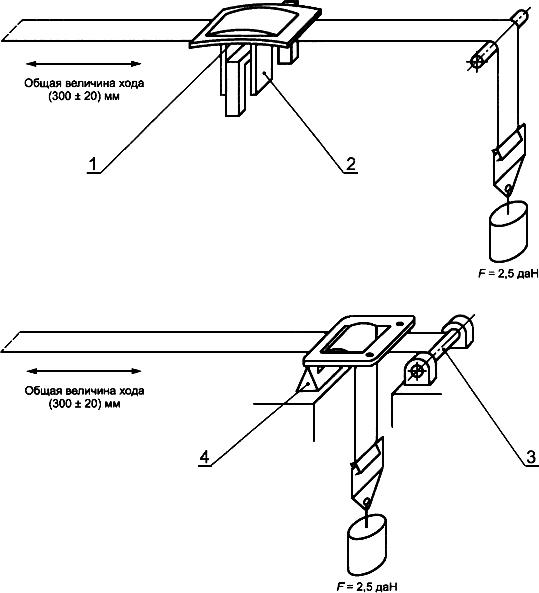 Общая величина хода
(300 ± 20) мм
1
2
F = 2,5 даН
Общая величина хода
(300 ± 20) мм
4
3
F = 2,5 даН